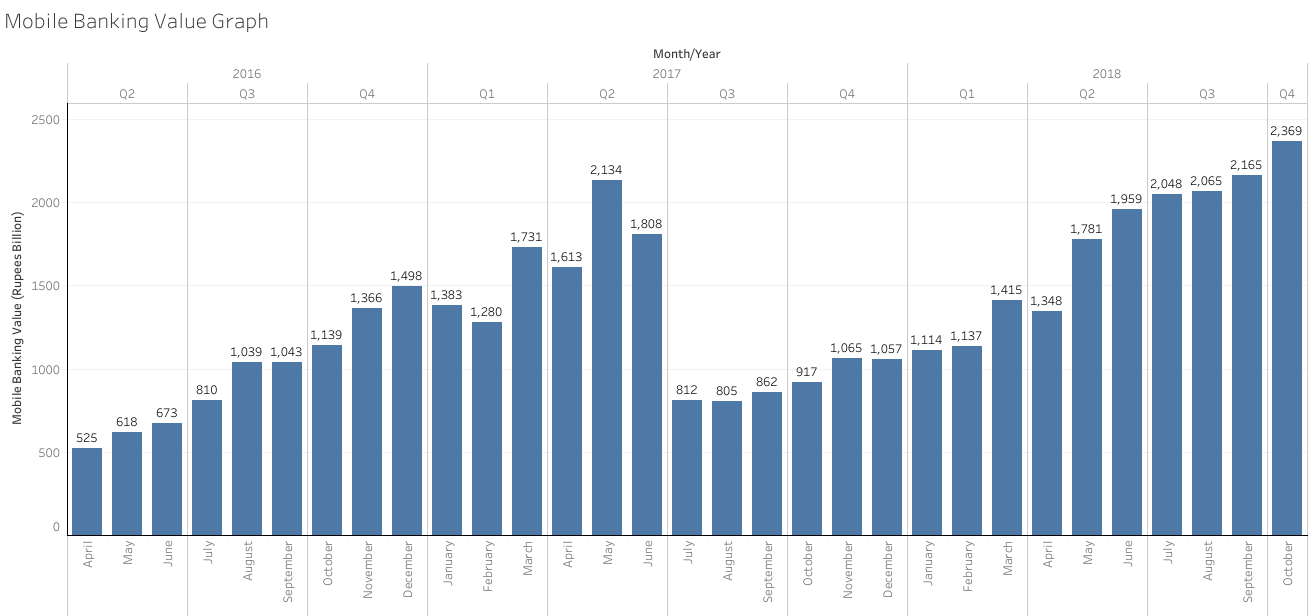 Mobile Banking Value Graph
Month/Year
2016 2017 2018
Q2 Q3 Q4 Q1 Q2 Q3 Q4 Q1 Q2 Q3 Q4
Mobile Banking Value (Rupees Billion)
2500
2000
1500
1000
500
0
525 618 673 810 1,039 1,043 1,139 1,366 1,498 1,383 1,280 1,731 1,613 2,134 1,808 812 805 862 917 1,065 1,057 1,114 1,137 1,415 1,348 1,781 1,959 2,048 2,065 2,165 2,369
April May June July August September October November December January February March April May June July August September October November December January February March April May June July August September October